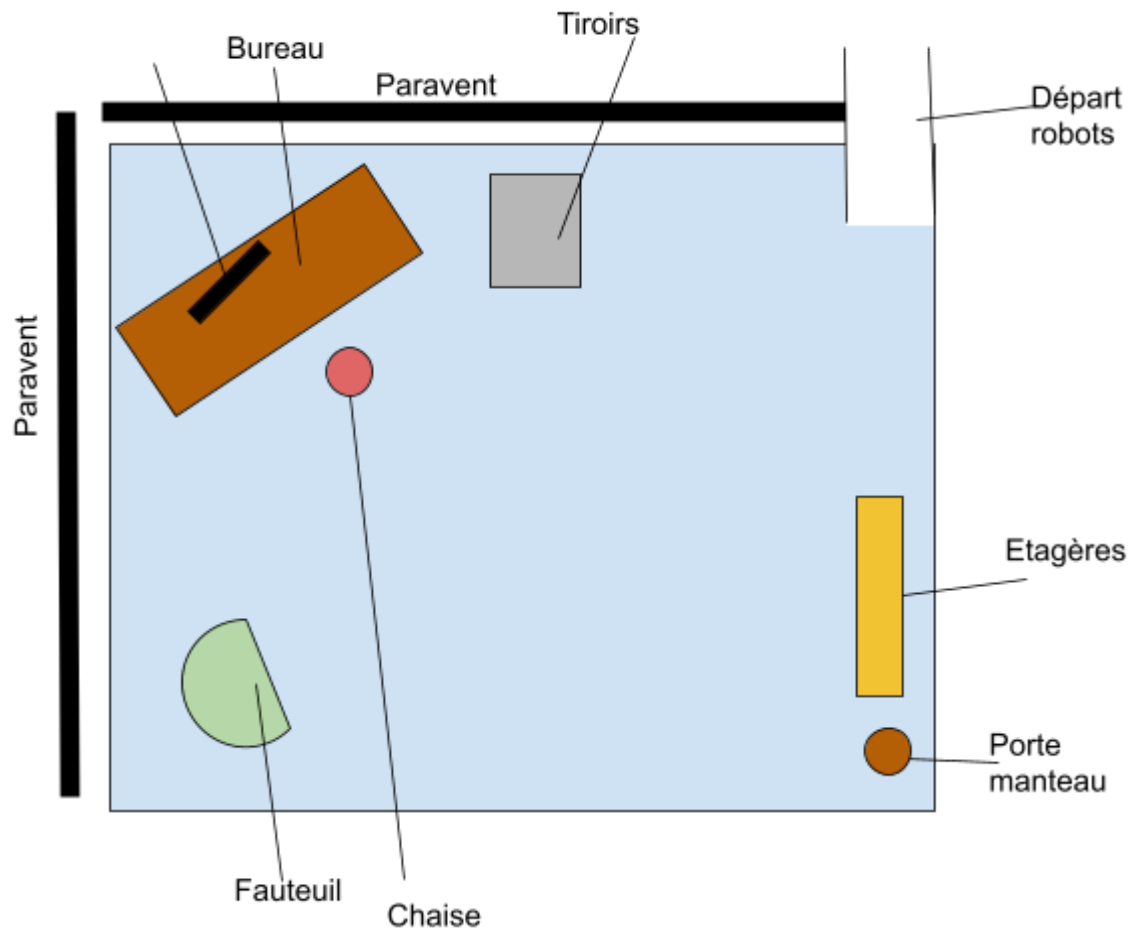 Tiroirs
Bureau
Paravent
Départ
robots
Paravent
Etagères
Porte
manteau
Fauteuil
Chaise